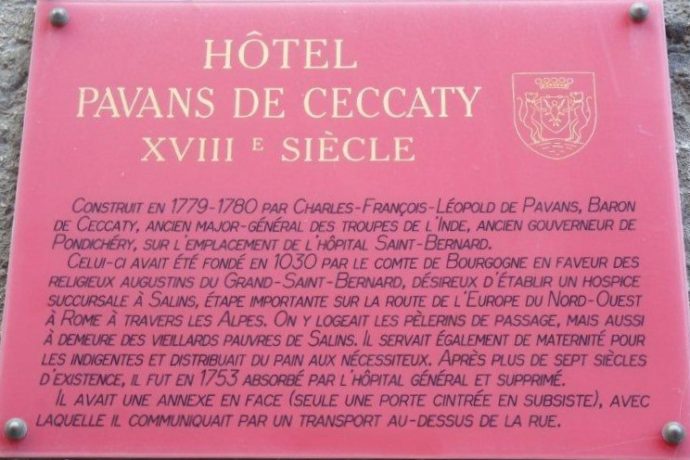 HÔTEL
PAVANS DE CECCATY
XVIII E SIÈCLE
CONSTRUIT EN 1779-1780 PAR CHARLES-FRANÇOIS-LÉOPOLD DE PAVANS, BARON
DE CECCATY, ANCIEN MAJOR-GÉNÉRAL DES TROUPES DE L'INDE, ANCIEN GOUVERNEUR DE
PONDICHÉRY, SUR L'EMPLACEMENT DE L'HÔPITAL SAINT-BERNARD.
CELUI-CI AVAIT ÉTÉ FONDÉ EN 1030 PAR LE COMTE DE BOURGOGNE EN FAVEUR DES
RELIGIEUX AUGUSTINS DU GRAND-SAINT-BERNARD, DÉSIREUX D'ÉTABLIR UN HOSPICE
SUCCURSALE À SALINS, ÉTAPE IMPORTANTE SUR LA ROUTE DE L'EUROPE DU NORD-OUEST
À ROME À TRAVERS LES ALPES. ON Y LOGEAIT LES PÈLERINS DE PASSAGE, MAIS AUSSI
À DEMEURE DES VIEILLARDS PAUVRES DE SALINS. IL SERVAIT ÉGALEMENT DE MATERNITÉ POUR
LES INDIGENTES ET DISTRIBUAIT DU PAIN AUX NÉCESSITEUX. APRÈS PLUS DE SEPT SIÈCLES
D'EXISTENCE, IL FUT EN 1753 ABSORBÉ PAR L'HÔPITAL GÉNÉRAL ET SUPPRIMÉ.
IL AVAIT UNE ANNEXE EN FACE (SEULE UNE PORTE CINTRÉE EN SUBSISTE), AVEC
LAQUELLE IL COMMUNIQUAIT PAR UN TRANSPORT AU-DESSUS DE LA RUE.